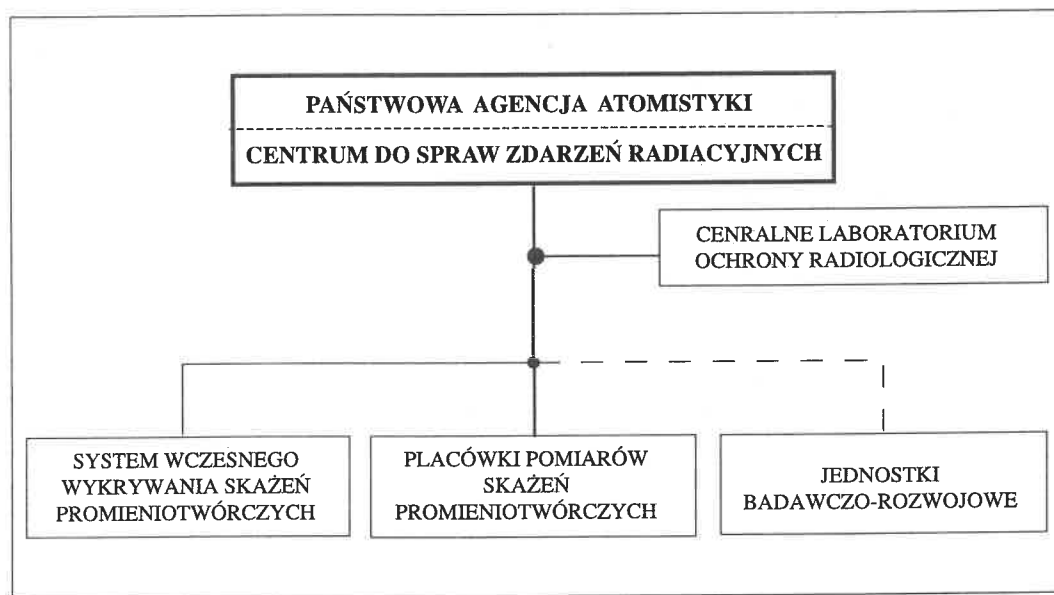 PAŃSTWOWA AGENCJA ATOMISTYKI
CENTRUM DO SPRAW ZDARZEŃ RADIACYJNYCH
CENRALNE LABORATORIUM
OCHRONY RADIOLOGICZNEJ
SYSTEM WCZESNEGO
WYKRYWANIA SKAŻEŃ
PROMIENIOTWÓRCZYCH
PLACÓWKI POMIARÓW
SKAŻEŃ
PROMIENIOTWÓRCZYCH
JEDNOSTKI
BADAWCZO-ROZWOJOWE